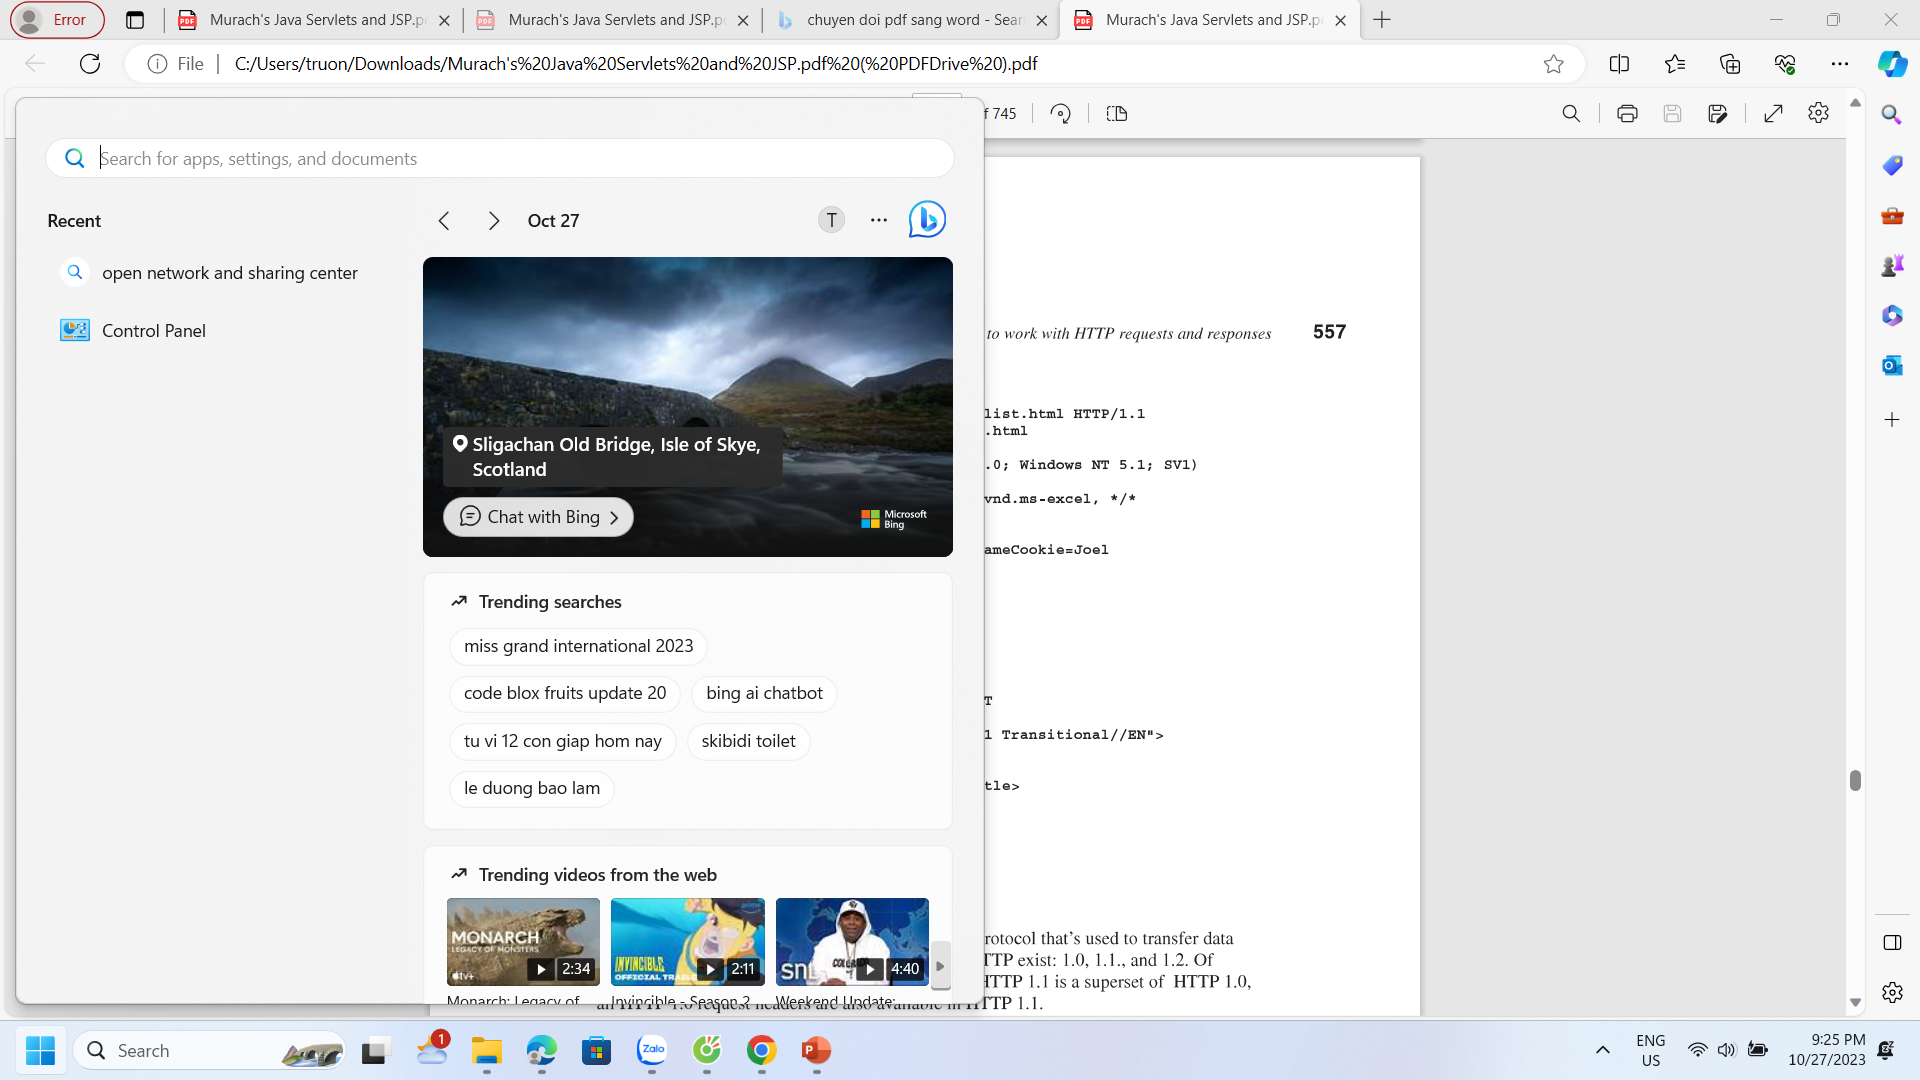 Error
Murach's Java Servlets and JSP.p
Murach's Java Servlets and JSP.p
chuyen doi pdf sang word - Sear
Murach's Java Servlets and JSP.p
File
C:/Users/truon/Downloads/Murach's%20Java%20Servlets%20and%20JSP.pdf%20(%20PDFDrive%20).pdf
f 745
Search for apps, settings, and documents
Recent
open network and sharing center
Control Panel
Oct 27
T
Sligachan Old Bridge, Isle of Skye,
Scotland
Chat with Bing
Microsoft
Bing
Trending searches
miss grand international 2023
code blox fruits update 20
bing ai chatbot
tu vi 12 con giap hom nay
skibidi toilet
le duong bao lam
Trending videos from the web
MONARCH
LEGACY OF MONSTERS
tv+
2:34
prime
INVINCIBLE
OFFICIAL TRAIL
2:11
SNL
4:40
Monarch: Legacy of
Invincible - Season 2
Weekend Update:
to work with HTTP requests and responses 557
list.html HTTP/1.1
.html
.0; Windows NT 5.1; SV1)
vnd.ms-excel, */*
ameCookie=Joel
T
1 Transitional//EN">
tle>
rotocol that's used to transfer data
TTP exist: 1.0, 1.1., and 1.2. Of
HTTP 1.1 is a superset of HTTP 1.0,
an HTTP 1.0 request headers are also available in HTTP 1.1.
Search
1
Zalo
ENG
US
9:25 PM
10/27/2023